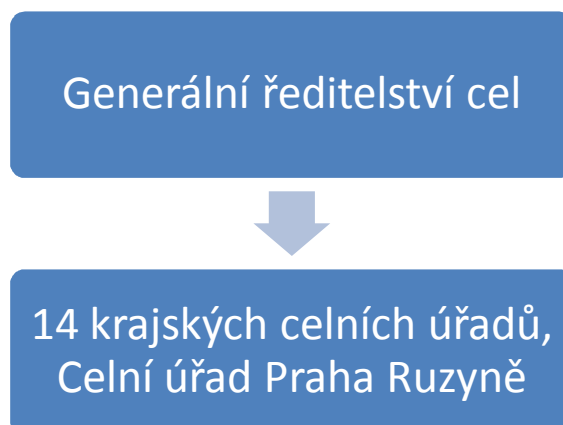 Generální ředitelství cel
14 krajských celních úřadů,
Celní úřad Praha Ruzyně